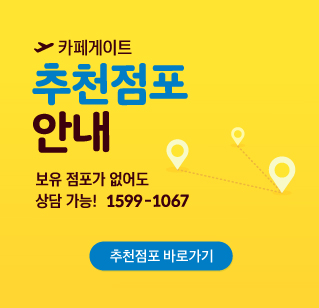 카페게이트
추천점포
안내
보유 점포가 없어도
상담 가능! 1599-1067
추천점포 바로가기